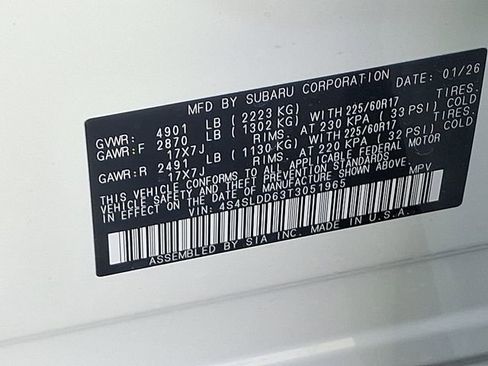 MFD BY SUBARU CORPORATION DATE: 01/26
GVWR: 4901 LB (2223 KG)
GAWR:F 2870 LB (1302 KG) WITH 225/60R17 TIRES.
17X7J RIMS. AT 230 KPA (33 PSI) COLD
GAWR:R 2491 LB (1130 KG) WITH 225/60R17 TIRES.
17X7J RIMS. AT 220 KPA (32 PSI) COLD
THIS VEHICLE CONFORMS TO ALL APPLICABLE FEDERAL MOTOR
VEHICLE SAFETY AND THEFT PREVENTION STANDARDS
IN EFFECT ON THE DATE OF MANUFACTURE SHOWN ABOVE.
VIN: 4S4SLDD63T3051965 MPV
ASSEMBLED BY SIA INC. MADE IN U.S.A.